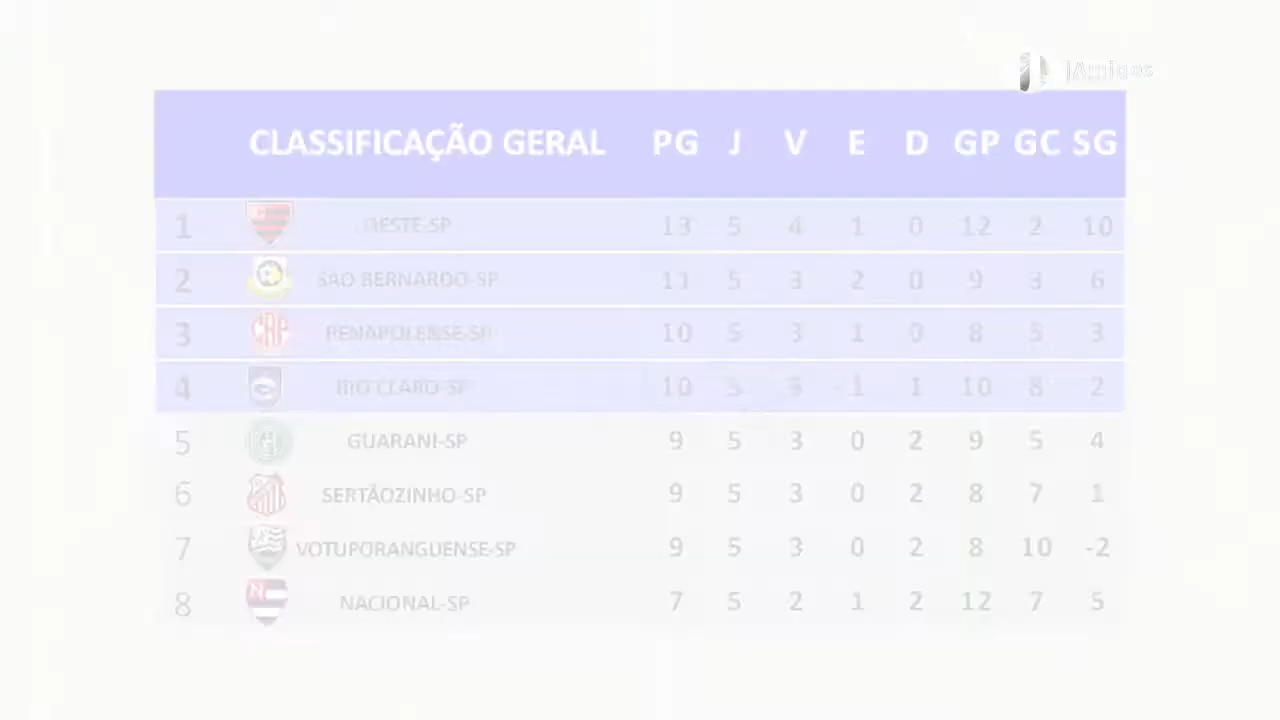 jAmigos
CLASSIFICAÇÃO GERAL PG J V E D GP GC SG
1 OESTE-SP 13 5 4 1 0 12 2 10
2 SÃO BERNARDO-SP 11 5 3 2 0 9 3 6
3 PENAPOLENSE-SP 10 5 3 1 0 8 5 3
4 RIO CLARO-SP 10 5 3 1 1 10 8 2
5 GUARANI-SP 9 5 3 0 2 9 5 4
6 SERTÃOZINHO-SP 9 5 3 0 2 8 7 1
7 VOTUPORANGUENSE-SP 9 5 3 0 2 8 10 -2
8 NACIONAL-SP 7 5 2 1 2 12 7 5